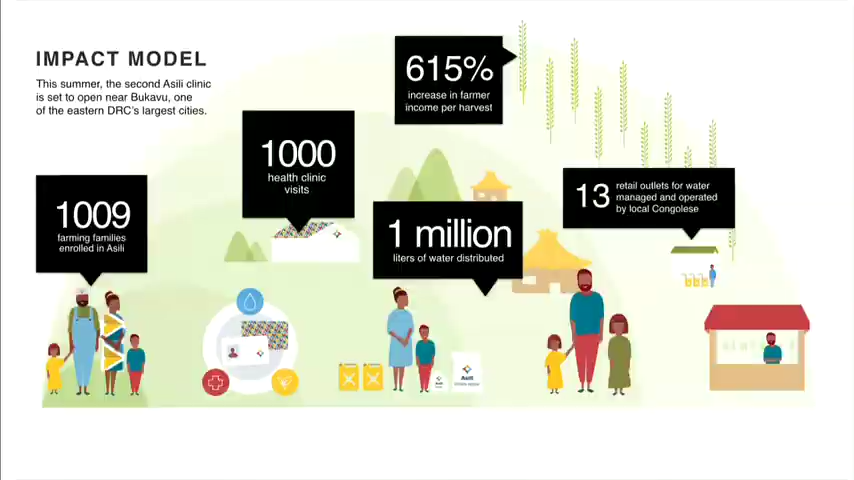 IMPACT MODEL
This summer, the second Asili clinic
is set to open near Bukavu, one
of the eastern DRC's largest cities.
615%
increase in farmer
income per harvest
1000
health clinic
visits
1009
farming families
enrolled in Asili
1 million
liters of water distributed
13
retail outlets for water
managed and operated
by local Congolese
Asili